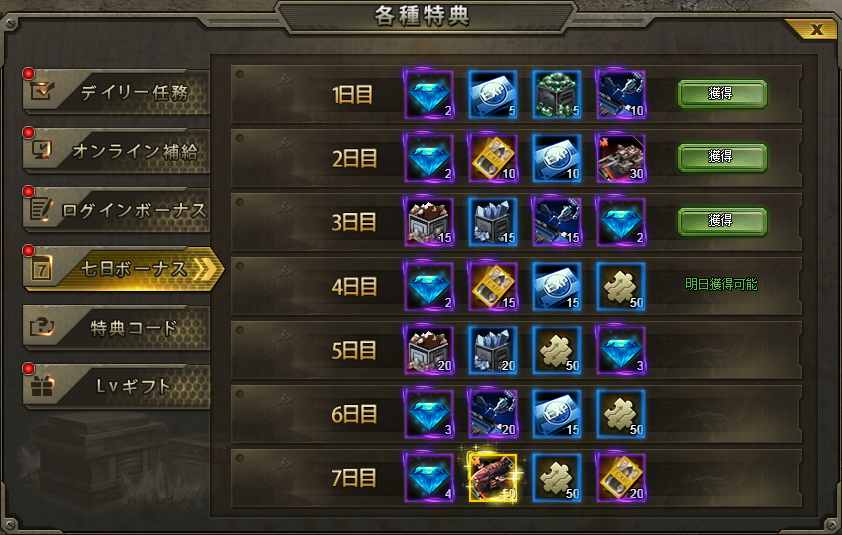 各種特典
X
デイリー任務
オンライン補給
ログインボーナス
7
七日ボーナス
特典コード
Lvギフト
1日目 2 EXP 5 5 10 獲得
2日目 2 10 EXP 10 30 獲得
3日目 15 15 15 2 獲得
4日目 2 15 EXP 15 50 明日獲得可能
5日目 20 20 50 3
6日目 3 20 EXP 15 50
7日目 4 50 50 20